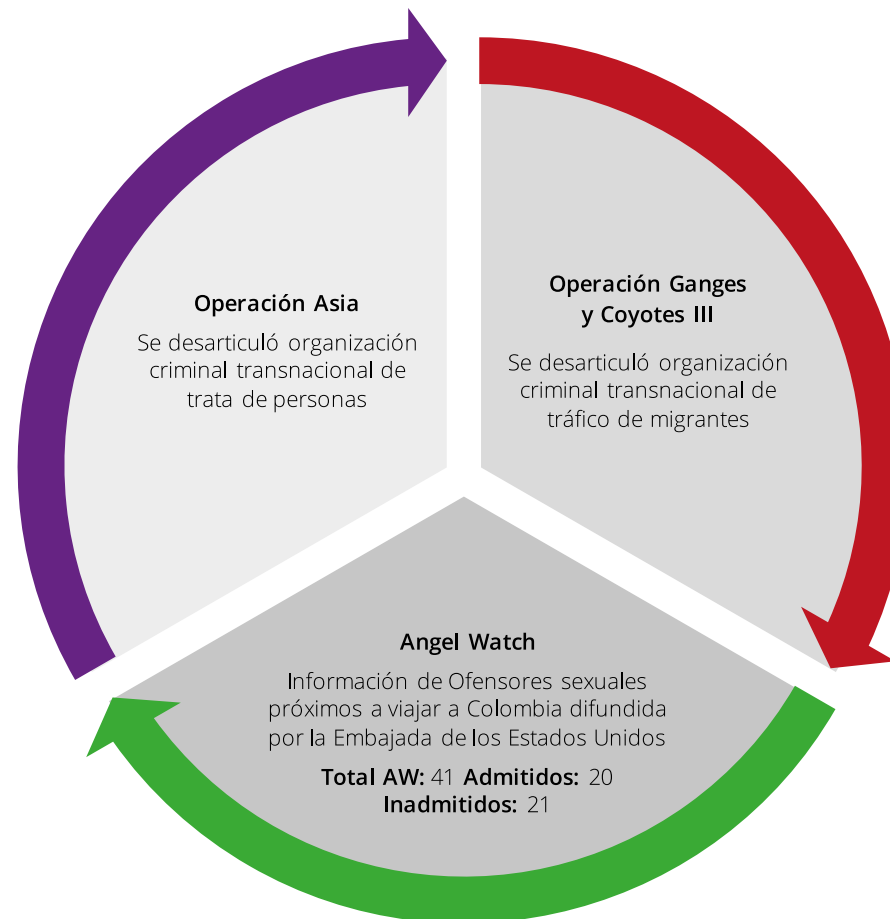 Operación Asia
Se desarticuló organización
criminal transnacional de
trata de personas
Operación Ganges
y Coyotes III
Se desarticuló organización
criminal transnacional de
tráfico de migrantes
Angel Watch
Información de Ofensores sexuales
próximos a viajar a Colombia difundida
por la Embajada de los Estados Unidos
Total AW: 41 Admitidos: 20
Inadmitidos: 21